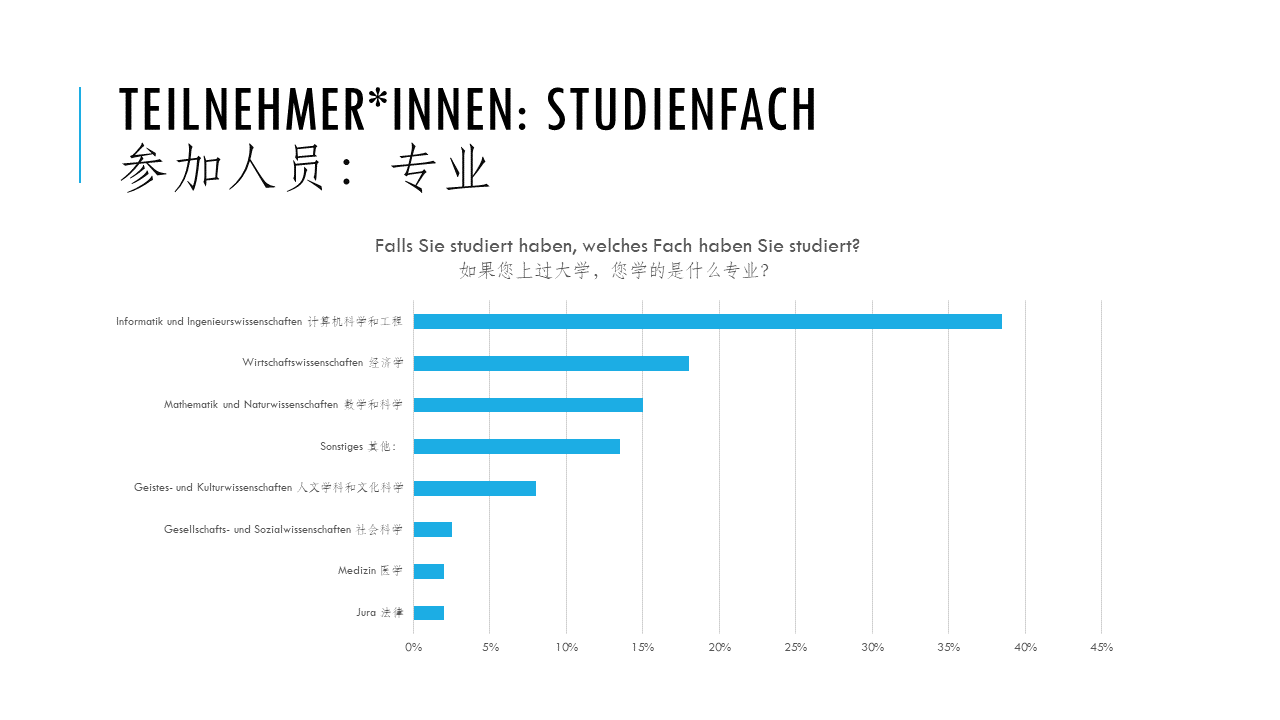 TEILNEHMER*INNEN: STUDIENFACH
参加人员：专业
Falls Sie studiert haben, welches Fach haben Sie studiert?
如果您上过大学，您学的是什么专业?
Informatik und Ingenieurswissenschaften 计算机科学和工程
Wirtschaftswissenschaften 经济学
Mathematik und Naturwissenschaften 数学和科学
Sonstiges 其他：
Geistes- und Kulturwissenschaften 人文学科和文化科学
Gesellschafts- und Sozialwissenschaften 社会科学
Medizin 医学
Jura 法律
0% 5% 10% 15% 20% 25% 30% 35% 40% 45%